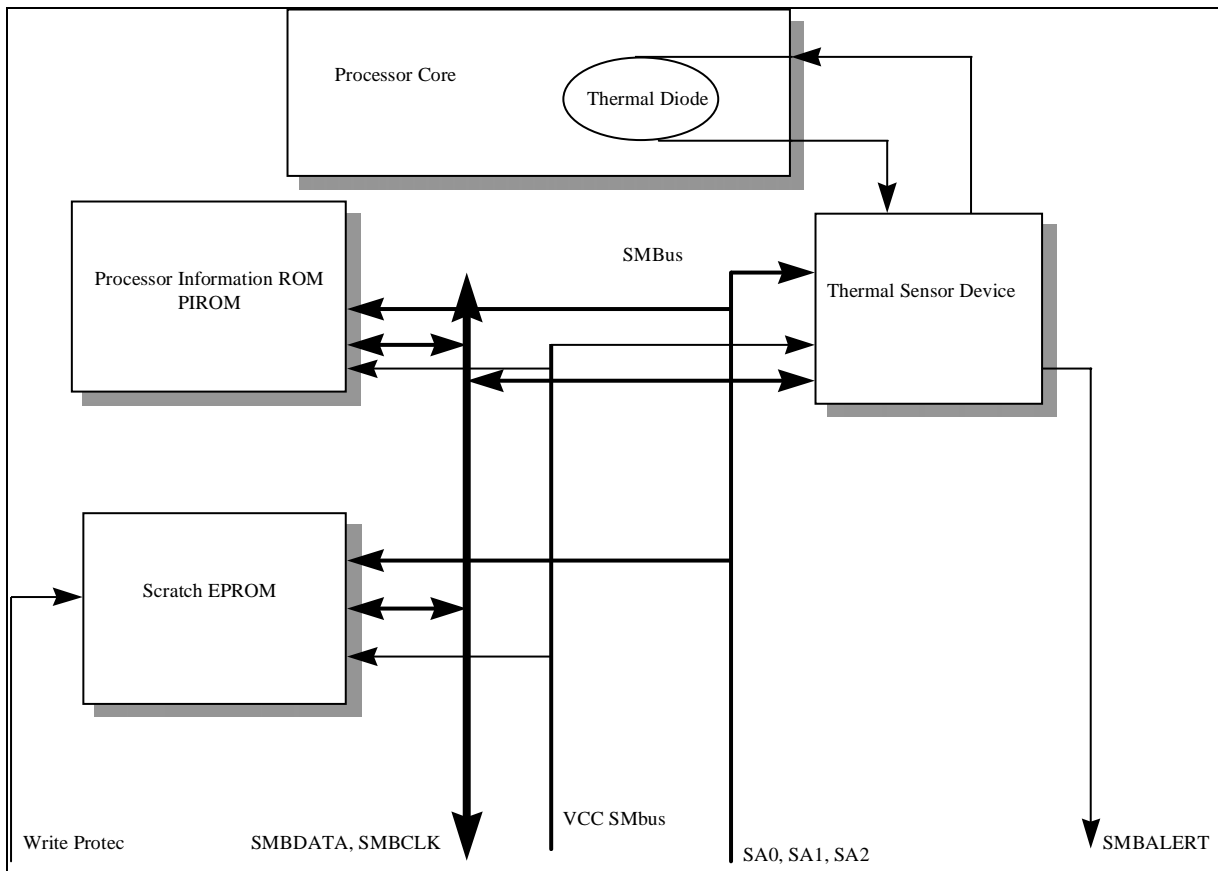 Processor Core
Thermal Diode
SMBus
Processor Information ROM
PIROM
Thermal Sensor Device
Scratch EPROM
VCC SMbus
Write Protec
SMBDATA, SMBCLK
SA0, SA1, SA2
SMBALERT